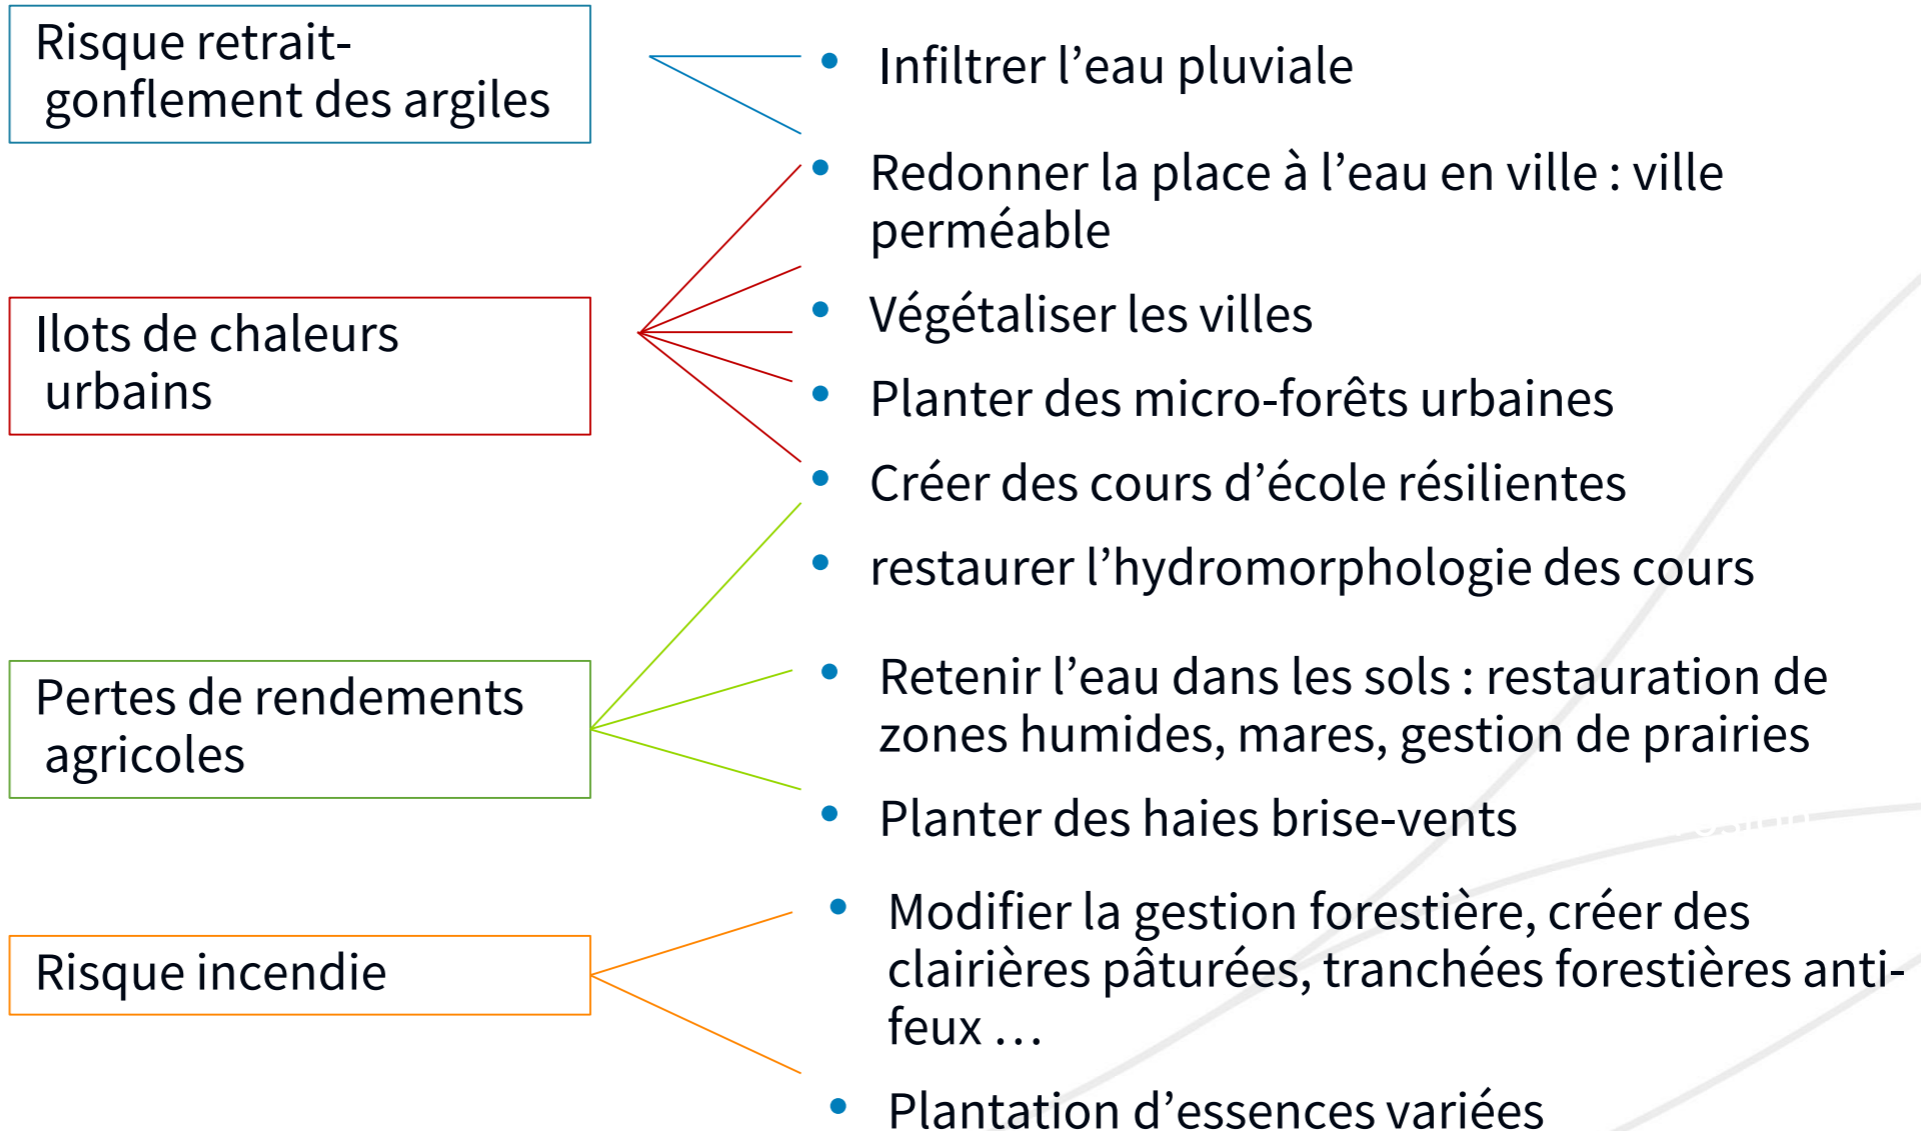 Risque retrait-
gonflement des argiles
• Infiltrer l’eau pluviale
• Redonner la place à l’eau en ville : ville
perméable
Ilots de chaleurs
urbains
• Végétaliser les villes
• Planter des micro-forêts urbaines
• Créer des cours d’école résilientes
• restaurer l’hydromorphologie des cours
Pertes de rendements
agricoles
• Retenir l’eau dans les sols : restauration de
zones humides, mares, gestion de prairies
• Planter des haies brise-vents
Risque incendie
• Modifier la gestion forestière, créer des
clairières pâturées, tranchées forestières anti-
feux …
• Plantation d’essences variées